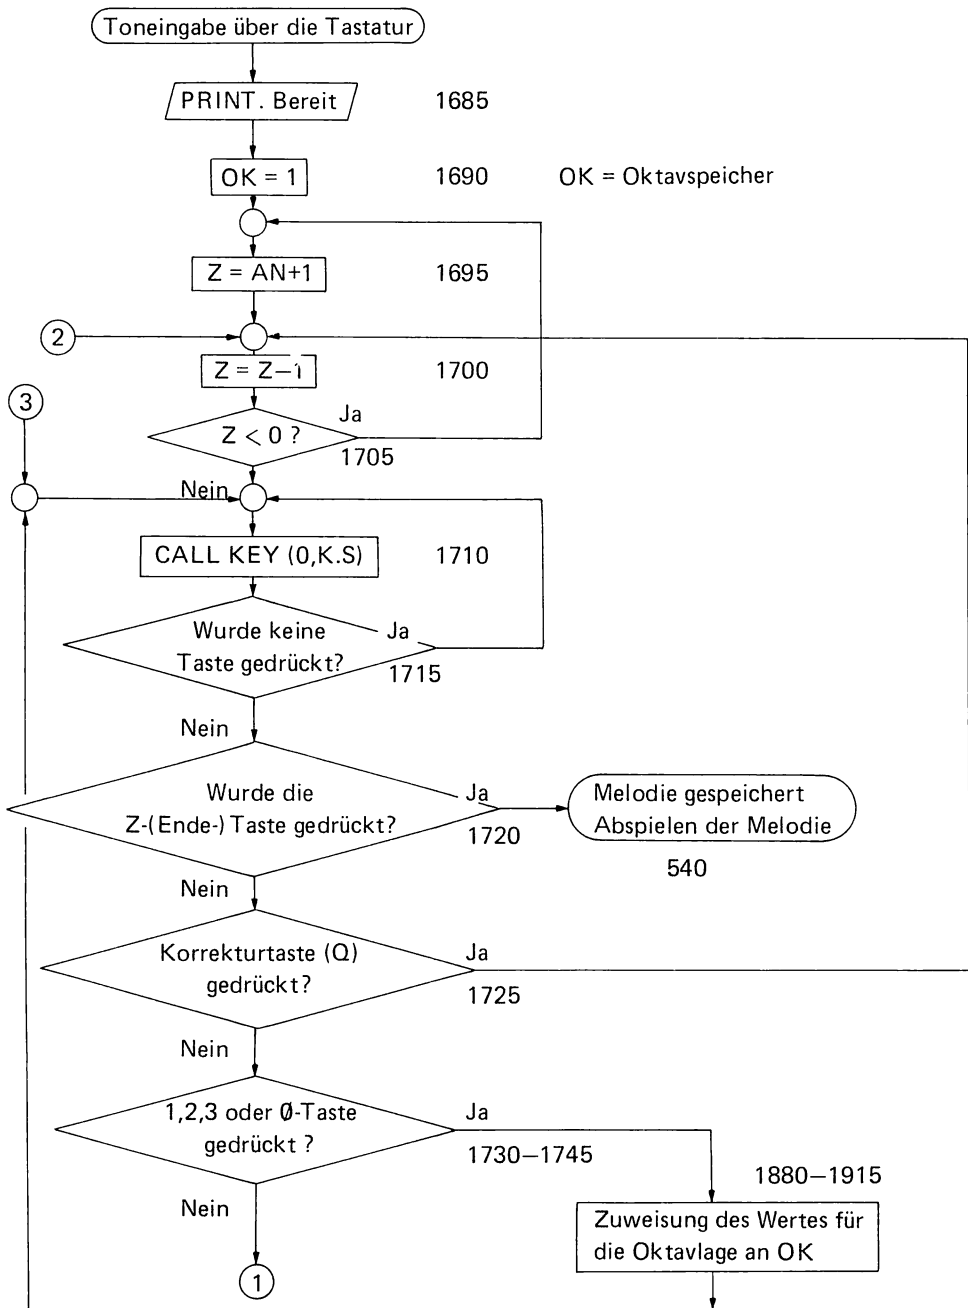 Toneingabe über die Tastatur
PRINT. Bereit 1685
OK = 1 1690 OK = Oktavspeicher
Z = AN+1 1695
2
Z = Z–1 1700
3
Ja
Z < 0 ?
1705
Nein
CALL KEY (0,K.S) 1710
Wurde keine Ja
Taste gedrückt? 1715
Nein
Wurde die Ja Melodie gespeichert
Z-(Ende-) Taste gedrückt? 1720 Abspielen der Melodie
540
Nein
Korrekturtaste (Q) Ja
gedrückt? 1725
Nein
1,2,3 oder Ø-Taste Ja
gedrückt ? 1730–1745
1880–1915
Nein
Zuweisung des Wertes für
die Oktavlage an OK
1